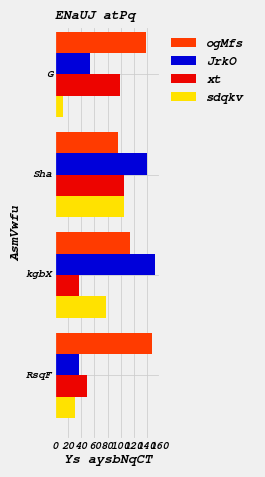 ENaUJ atPq
ogMfs
JrkO
xt
sdqkv
G
Sha
kgbX
RsqF
AsmVwfu
0 20 40 60 80 100 120 140 160
Ys aysbNqCT